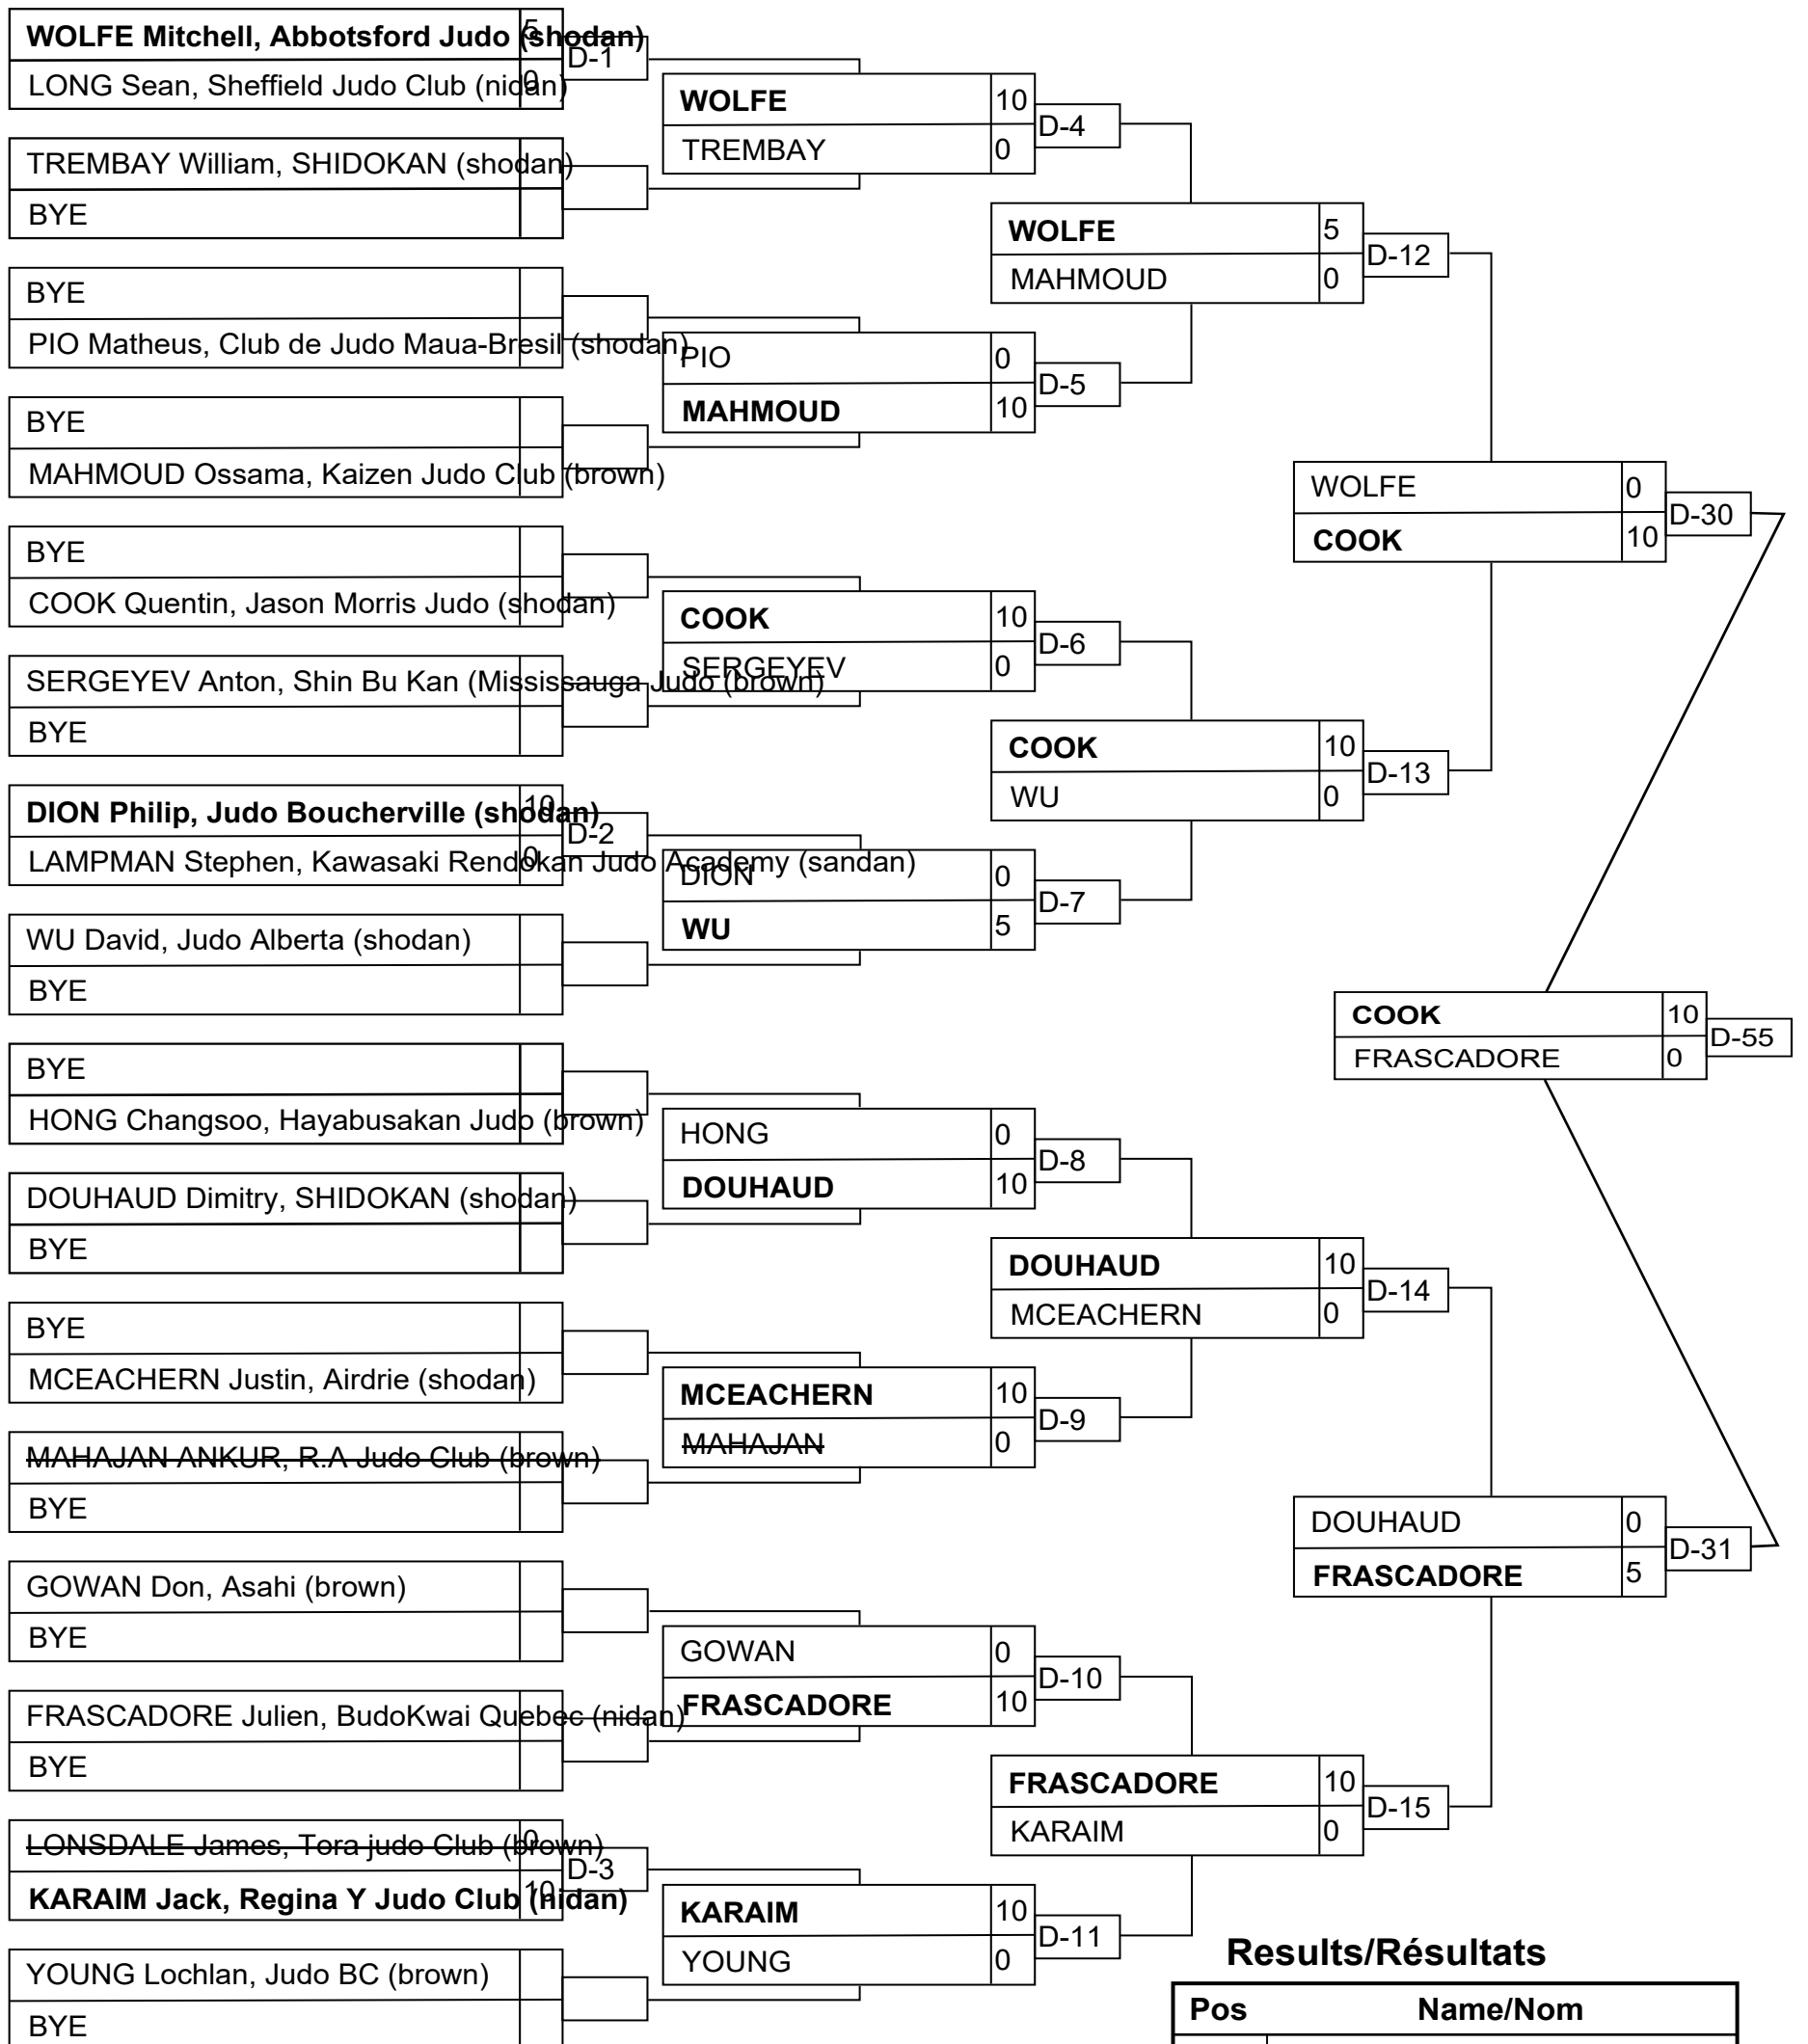 WOLFE Mitchell, Abbotsford Judo (shodan) 5
D-1
LONG Sean, Sheffield Judo Club (nidan) 0
WOLFE 10
D-4
TREMBAY 0
TREMBAY William, SHIDOKAN (shodan)
BYE
WOLFE 5
D-12
MAHMOUD 0
BYE
PIO Matheus, Club de Judo Maua-Bresil (shodan)
PIO 0
D-5
MAHMOUD 10
BYE
MAHMOUD Ossama, Kaizen Judo Club (brown)
WOLFE 0
D-30
COOK 10
BYE
COOK Quentin, Jason Morris Judo (shodan)
COOK 10
D-6
SERGEYEV 0
SERGEYEV Anton, Shin Bu Kan (Mississauga Judo (brown)
BYE
COOK 10
D-13
WU 0
DION Philip, Judo Boucherville (shodan) 10
D-2
LAMPMAN Stephen, Kawasaki Rendokan Judo Academy (sandan) 0
DION 0
D-7
WU 5
WU David, Judo Alberta (shodan)
BYE
COOK 10
D-55
FRASCADORE 0
BYE
HONG Changsoo, Hayabusakan Judo (brown)
HONG 0
D-8
DOUHAUD 10
DOUHAUD Dimitry, SHIDOKAN (shodan)
BYE
DOUHAUD 10
D-14
MCEACHERN 0
BYE
MCEACHERN Justin, Airdrie (shodan)
MCEACHERN 10
D-9
MAHAJAN 0
MAHAJAN ANKUR, R.A Judo Club (brown)
BYE
DOUHAUD 0
D-31
FRASCADORE 5
GOWAN Don, Asahi (brown)
BYE
GOWAN 0
D-10
FRASCADORE 10
FRASCADORE Julien, BudoKwai Quebec (nidan)
BYE
FRASCADORE 10
D-15
KARAIM 0
LONSDALE James, Tora judo Club (brown) 0
D-3
KARAIM Jack, Regina Y Judo Club (nidan) 10
KARAIM 10
D-11
YOUNG 0
YOUNG Lochlan, Judo BC (brown)
BYE
Results/Résultats
Pos Name/Nom